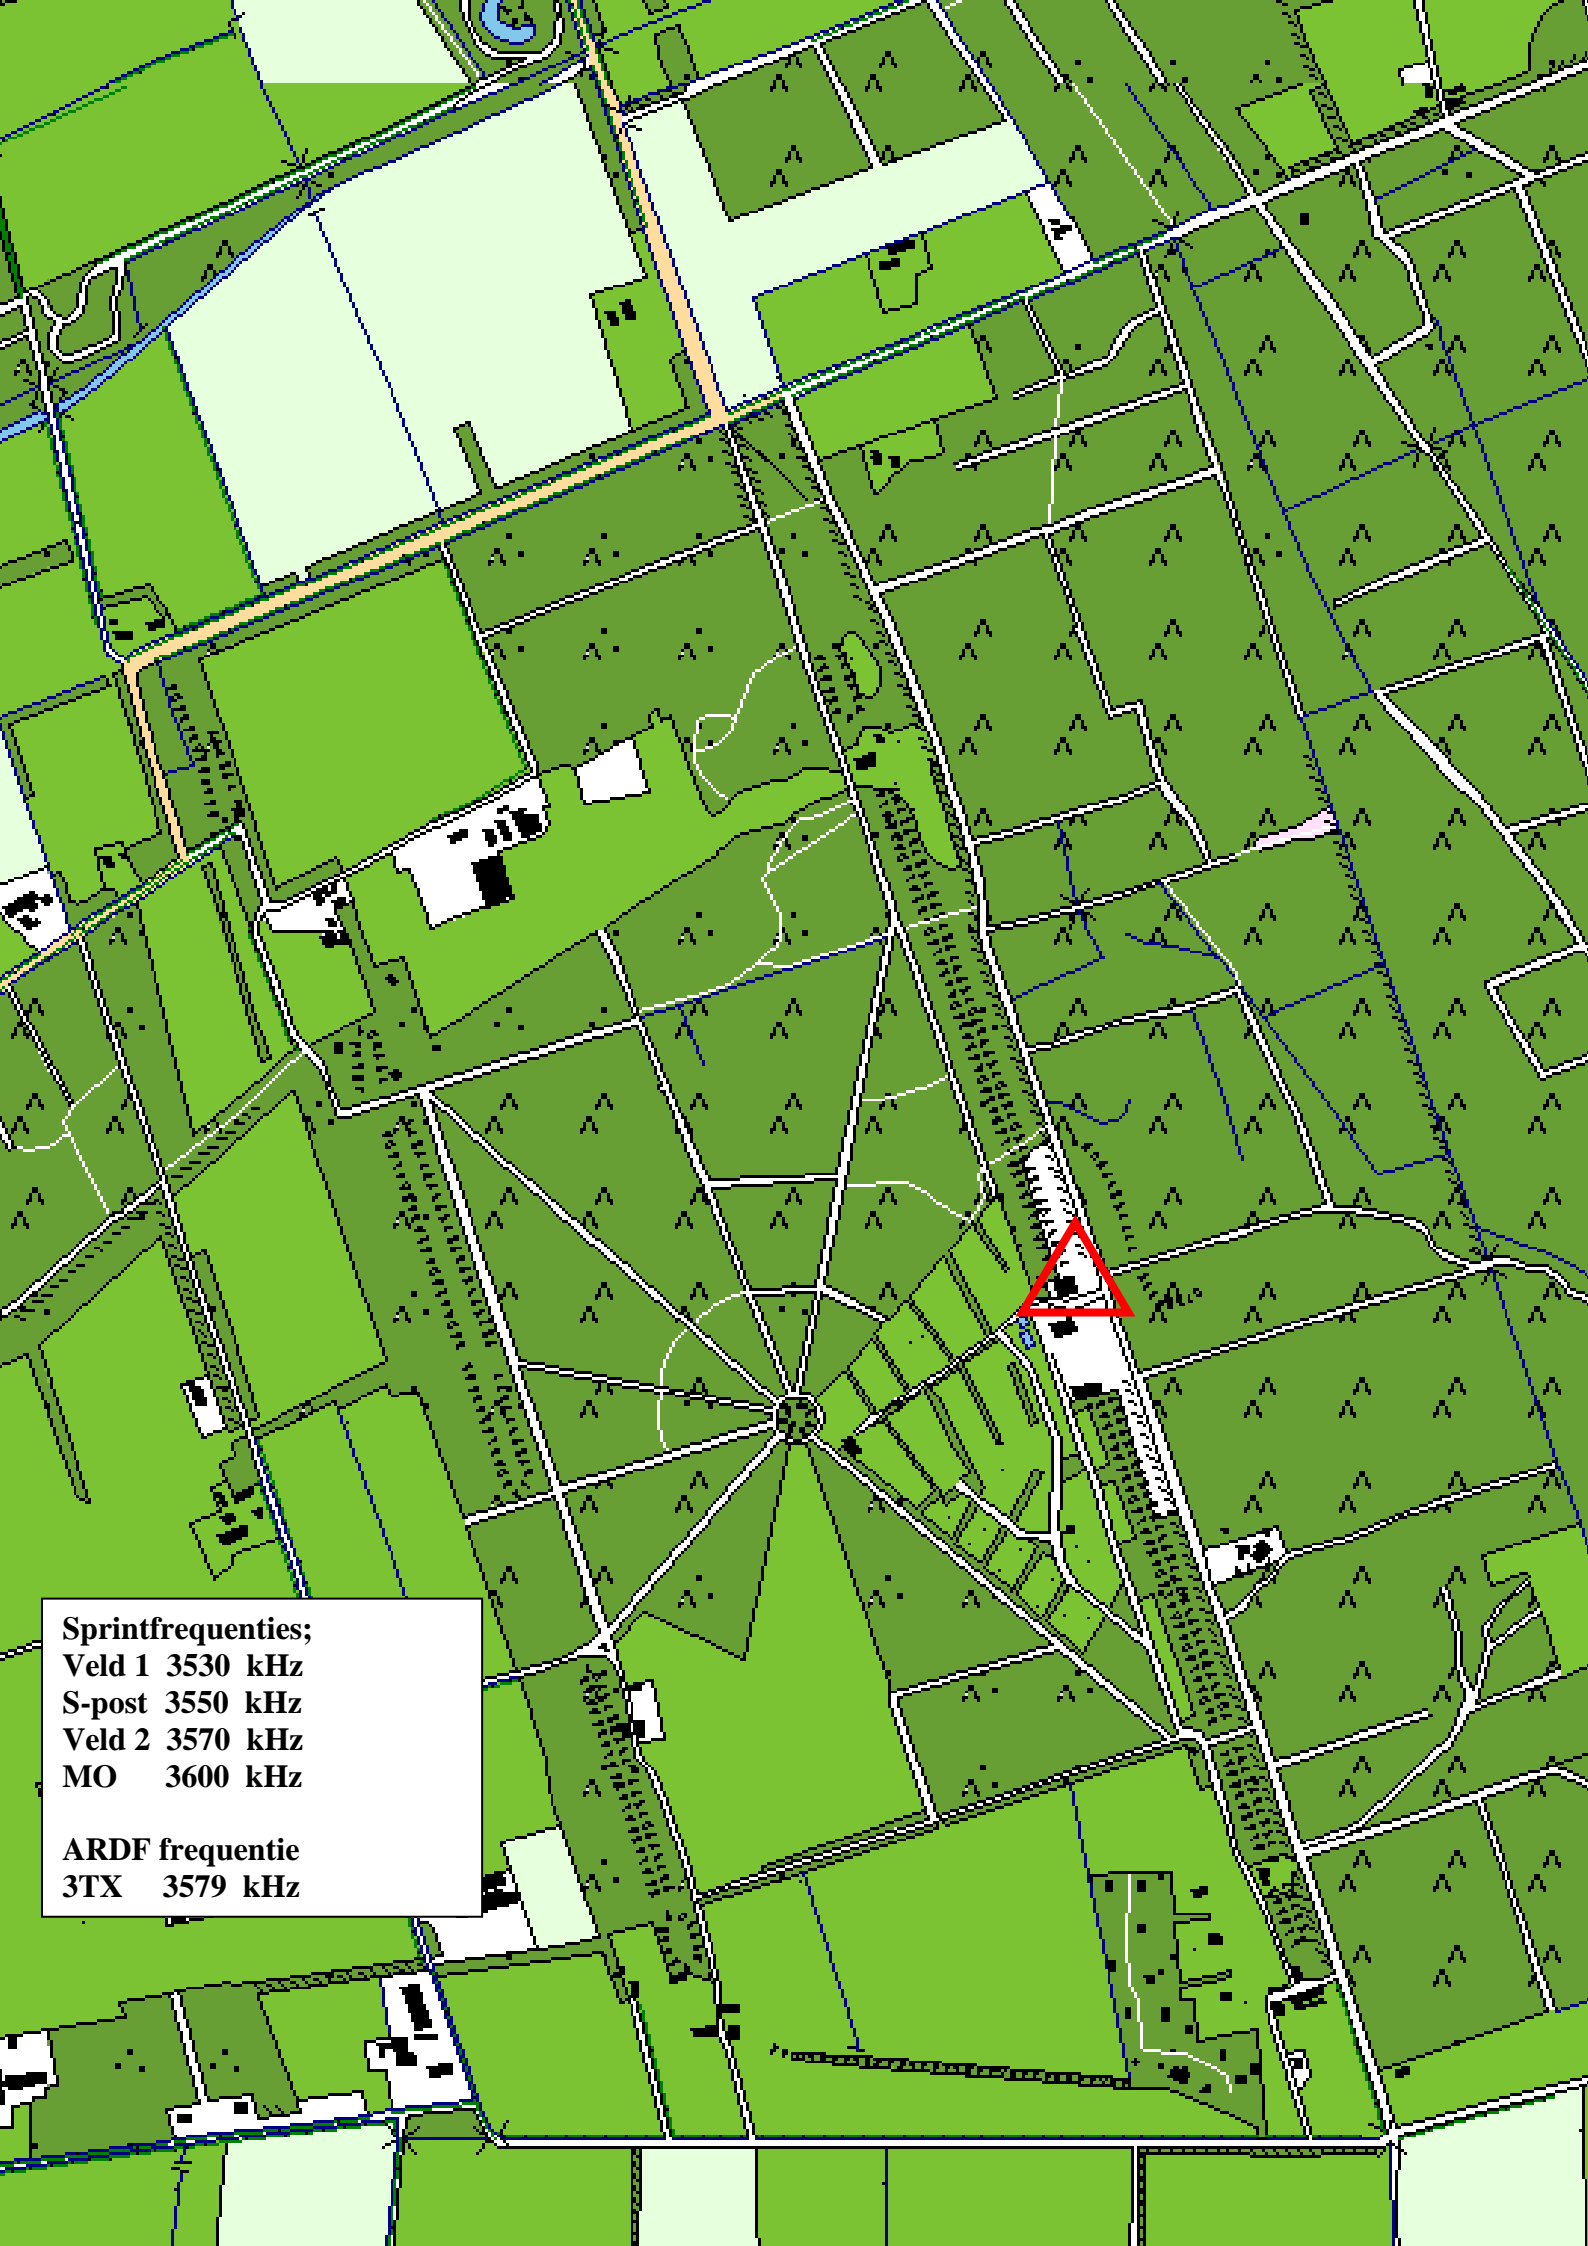 Sprintfrequenties;
Veld 1 3530 kHz
S-post 3550 kHz
Veld 2 3570 kHz
MO 3600 kHz
ARDF frequentie
3TX 3579 kHz